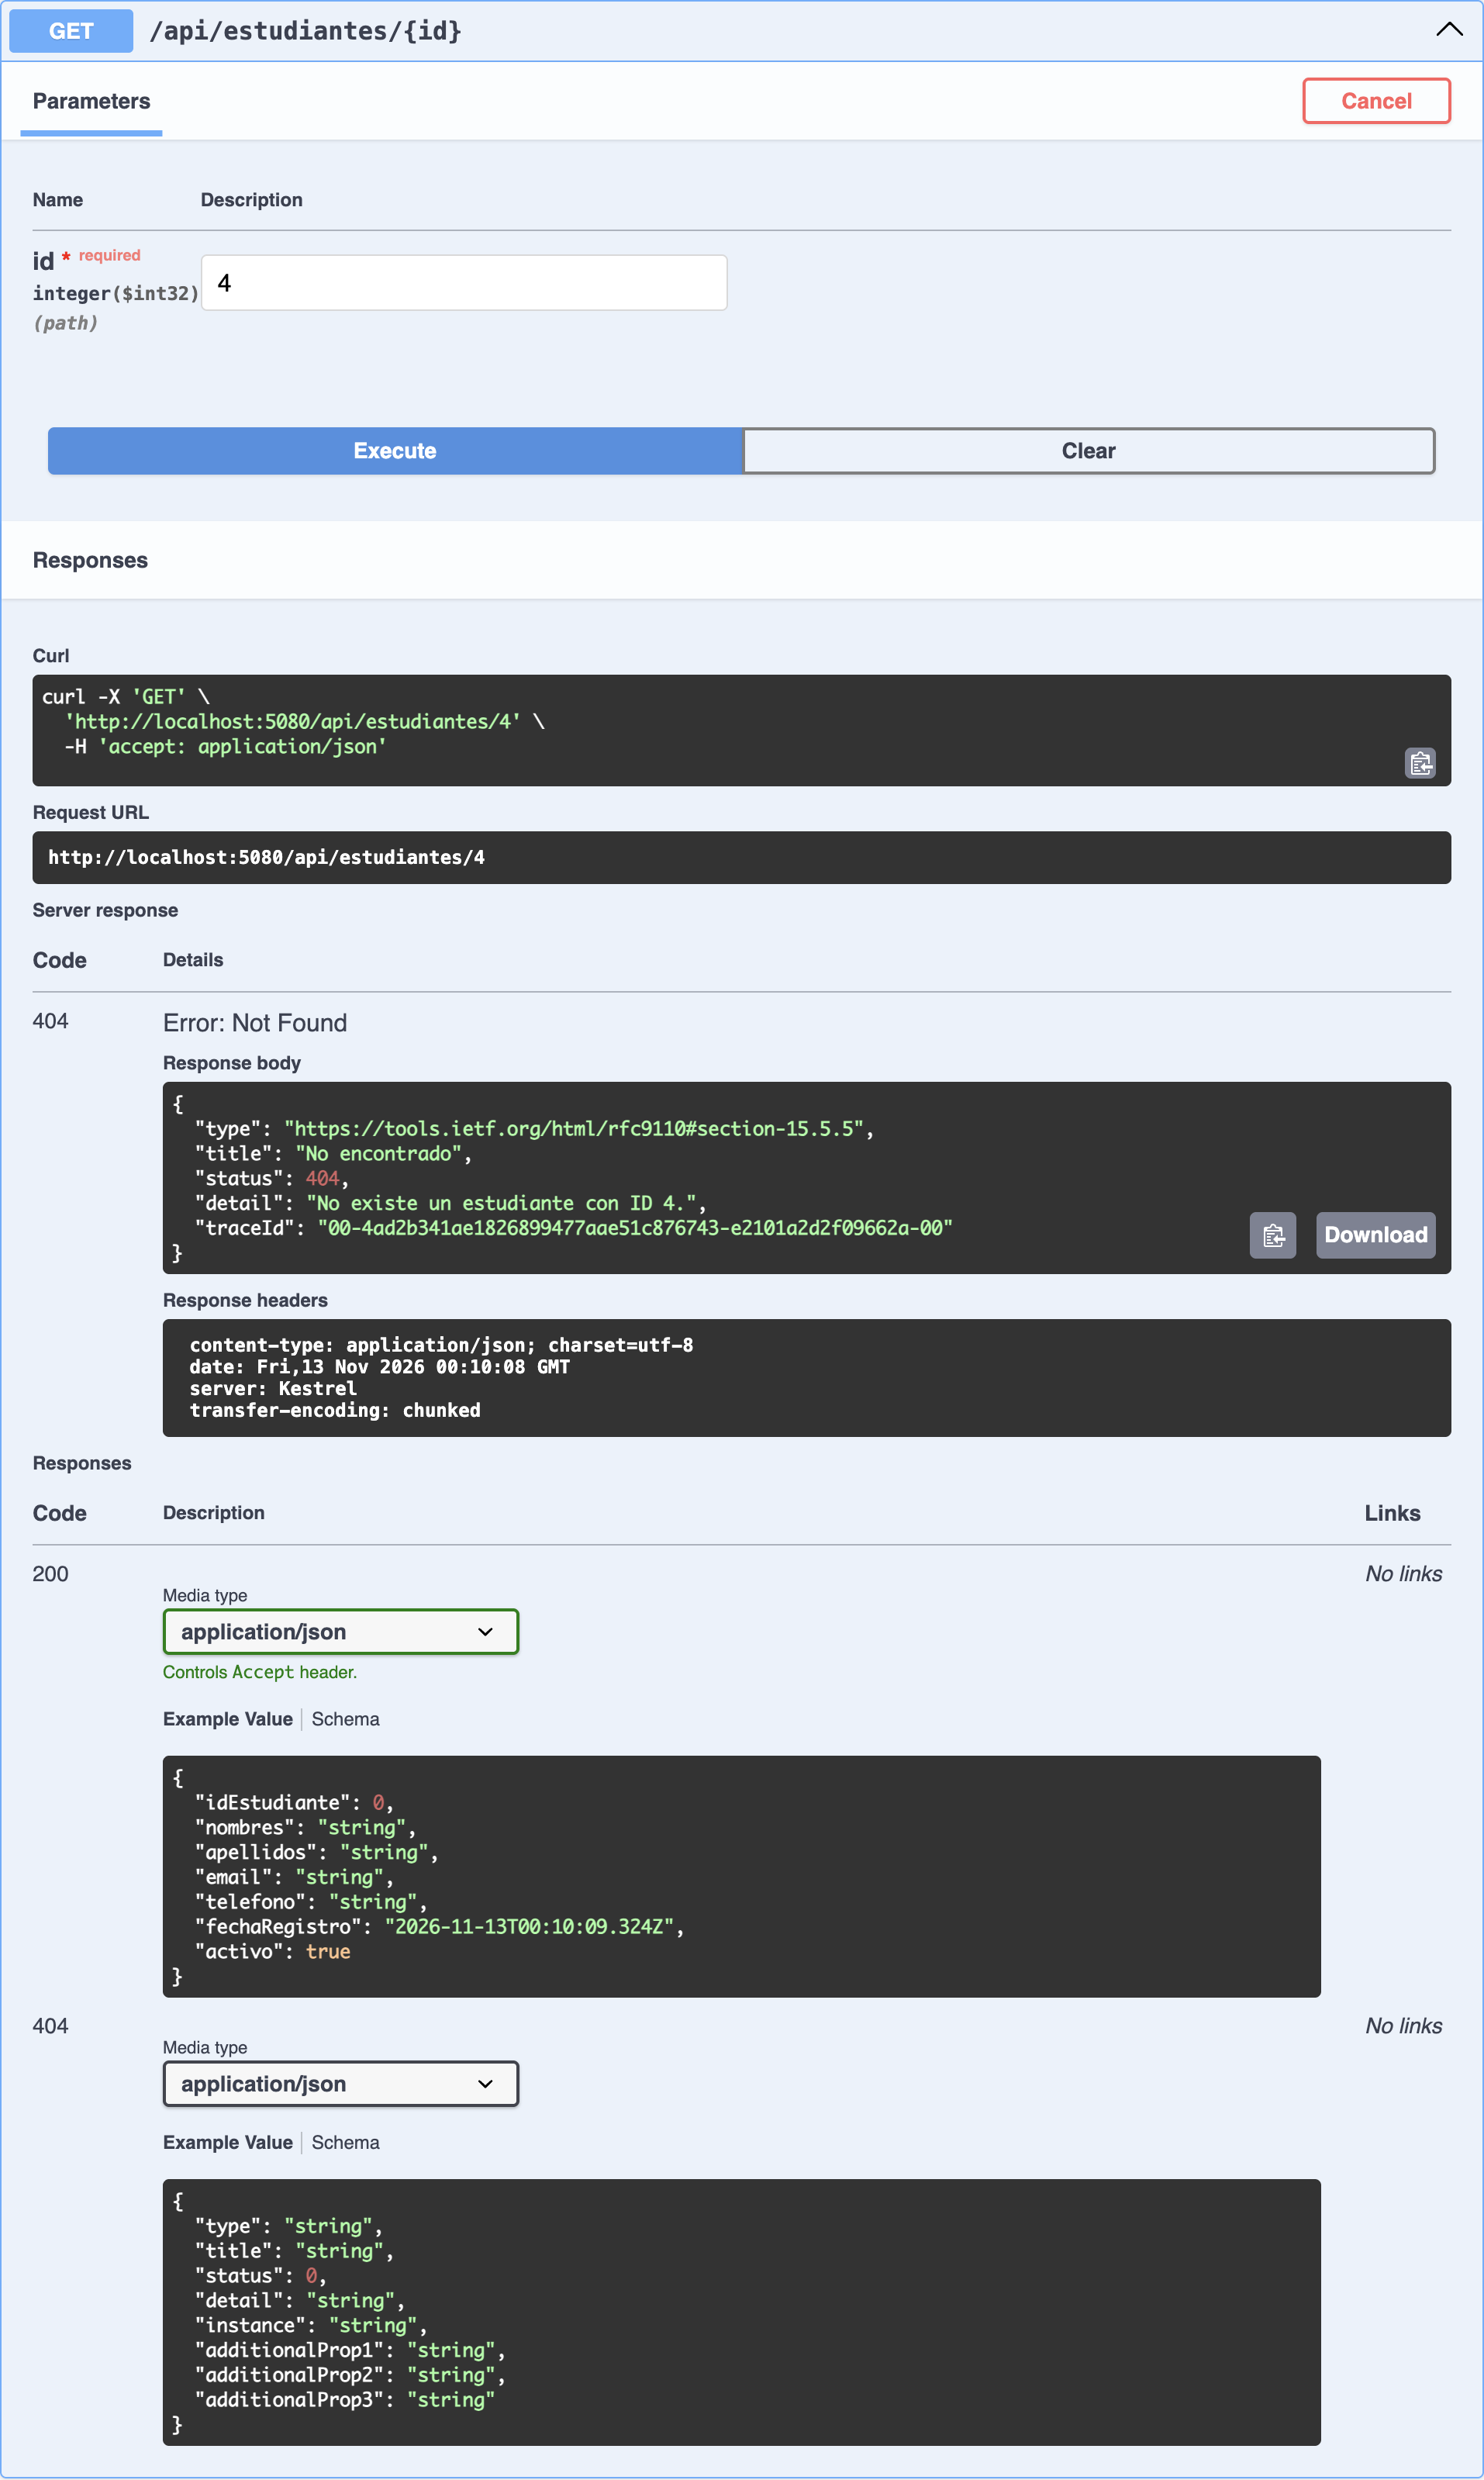 GET /api/estudiantes/{id}
Parameters
Cancel
Name Description
id * required
integer($int32)
(path)
4
Execute
Clear
Responses
Curl
curl -X 'GET' \
  'http://localhost:5080/api/estudiantes/4' \
  -H 'accept: application/json'
Request URL
http://localhost:5080/api/estudiantes/4
Server response
Code Details
404 Error: Not Found
Response body
{
  "type": "https://tools.ietf.org/html/rfc9110#section-15.5.5",
  "title": "No encontrado",
  "status": 404,
  "detail": "No existe un estudiante con ID 4.",
  "traceId": "00-4ad2b341ae1826899477aae51c876743-e2101a2d2f09662a-00"
}
Download
Response headers
content-type: application/json; charset=utf-8
date: Fri,13 Nov 2026 00:10:08 GMT
server: Kestrel
transfer-encoding: chunked
Responses
Code Description Links
200 No links
Media type
application/json
Controls Accept header.
Example Value Schema
{
  "idEstudiante": 0,
  "nombres": "string",
  "apellidos": "string",
  "email": "string",
  "telefono": "string",
  "fechaRegistro": "2026-11-13T00:10:09.324Z",
  "activo": true
}
404 No links
Media type
application/json
Example Value Schema
{
  "type": "string",
  "title": "string",
  "status": 0,
  "detail": "string",
  "instance": "string",
  "additionalProp1": "string",
  "additionalProp2": "string",
  "additionalProp3": "string"
}